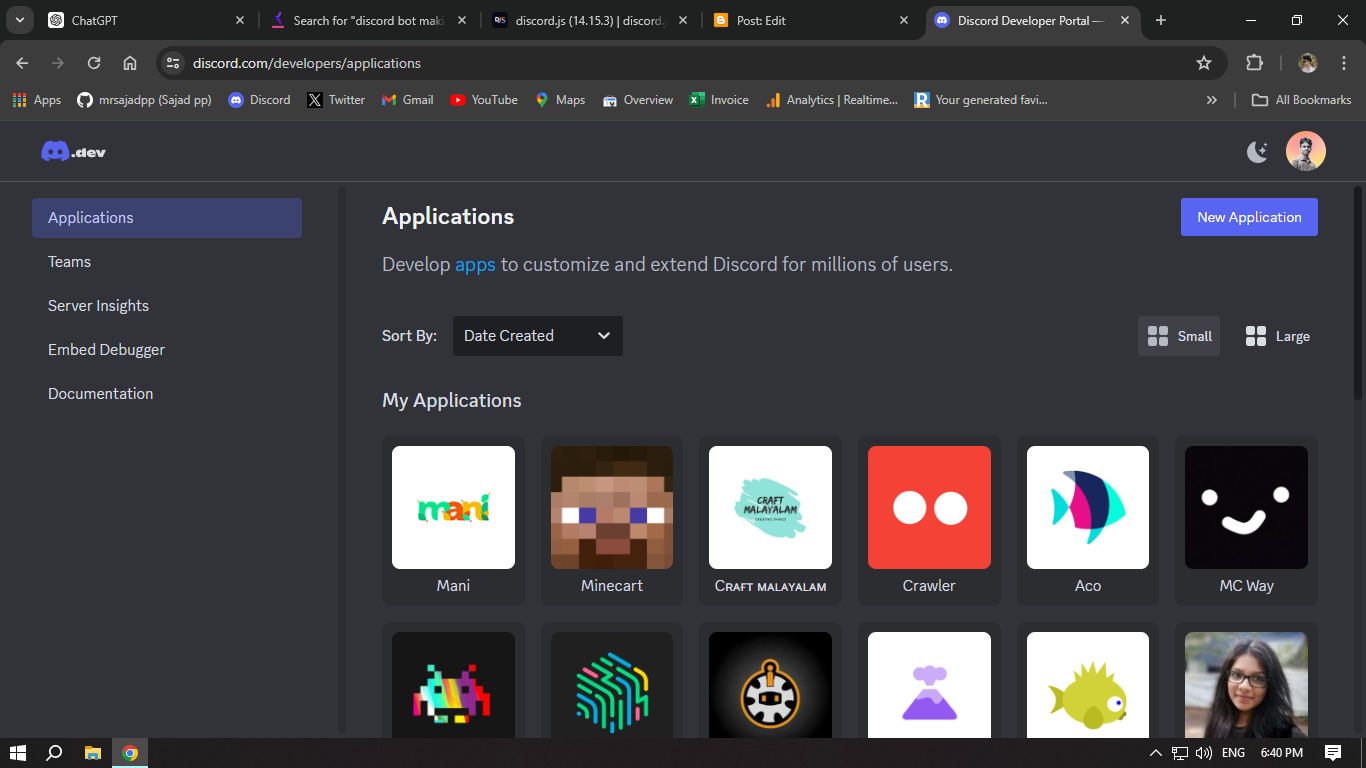 ChatGPT
Search for "discord bot maki
discord.js (14.15.3) | discord.
Post: Edit
Discord Developer Portal —
discord.com/developers/applications
Apps
mrsajadpp (Sajad pp)
Discord
Twitter
Gmail
YouTube
Maps
Overview
Invoice
Analytics | Realtime...
Your generated favi...
All Bookmarks
.dev
Applications
Teams
Server Insights
Embed Debugger
Documentation
Applications
New Application
Develop apps to customize and extend Discord for millions of users.
Sort By:
Date Created
Small
Large
My Applications
mani
CRAFT
MALAYALAM
CREATING THINGS
Mani
Minecart
Cʀᴀғᴛ ᴍᴀʟᴀʏᴀʟᴀᴍ
Crawler
Aco
MC Way
ENG
6:40 PM